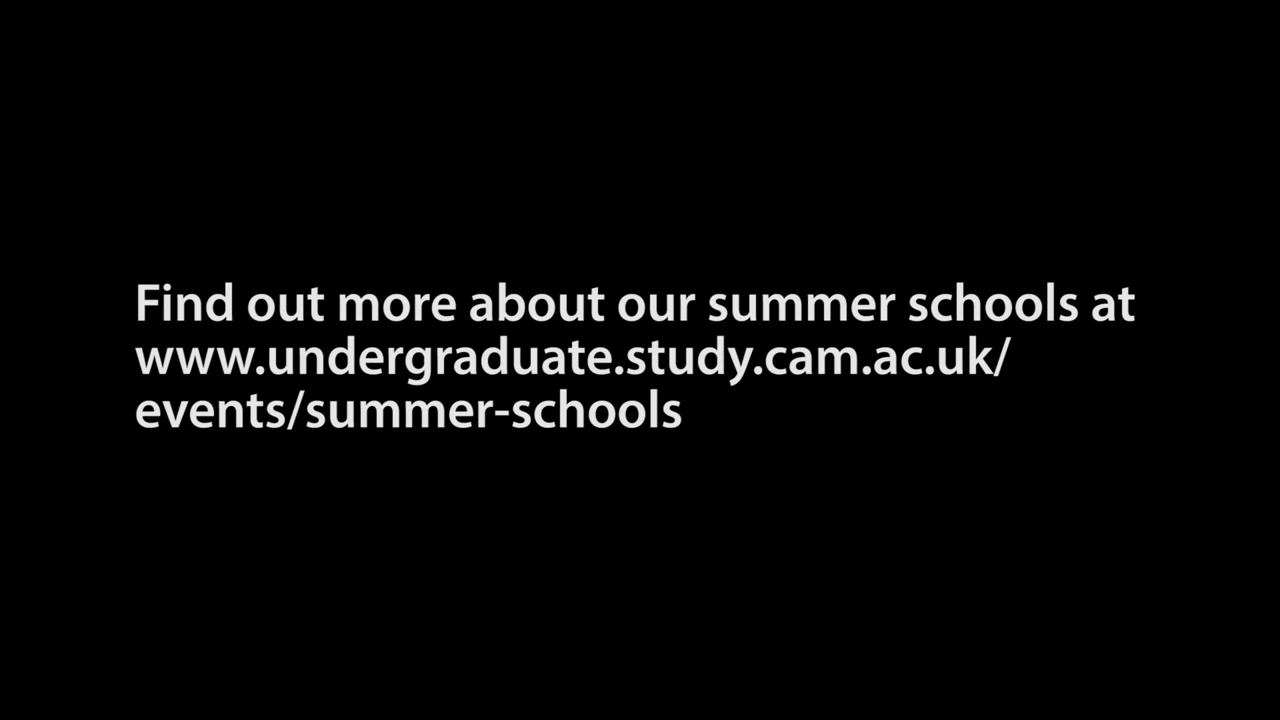 Find out more about our summer schools at
www.undergraduate.study.cam.ac.uk/
events/summer-schools